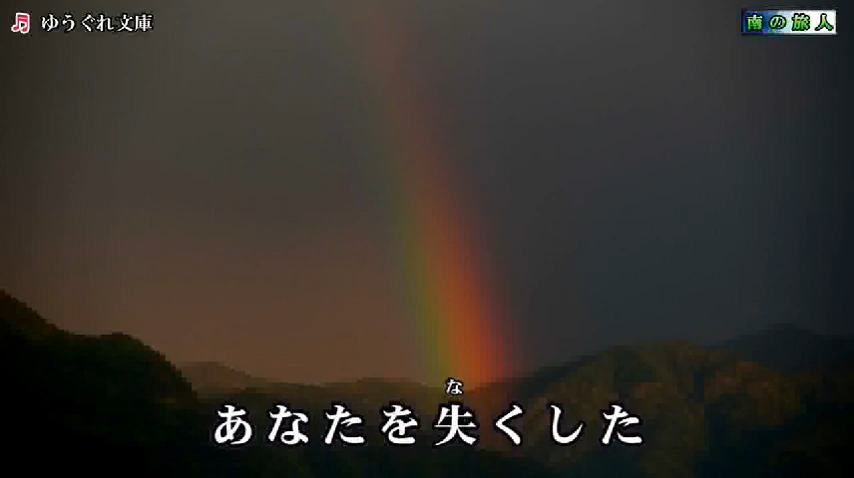 ゆうぐれ文庫
南の旅人
な
あなたを失くした